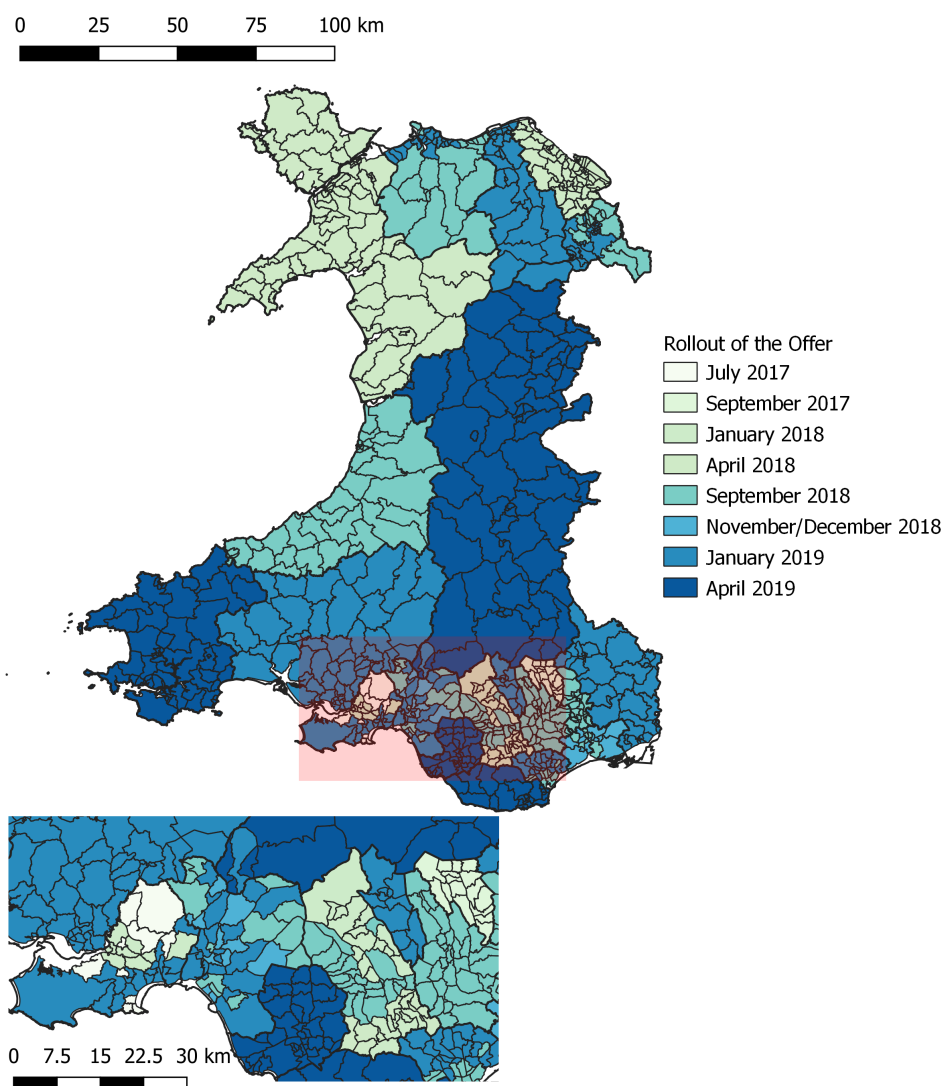 0 25 50 75 100 km
Rollout of the Offer
July 2017
September 2017
January 2018
April 2018
September 2018
November/December 2018
January 2019
April 2019
0 7.5 15 22.5 30 km